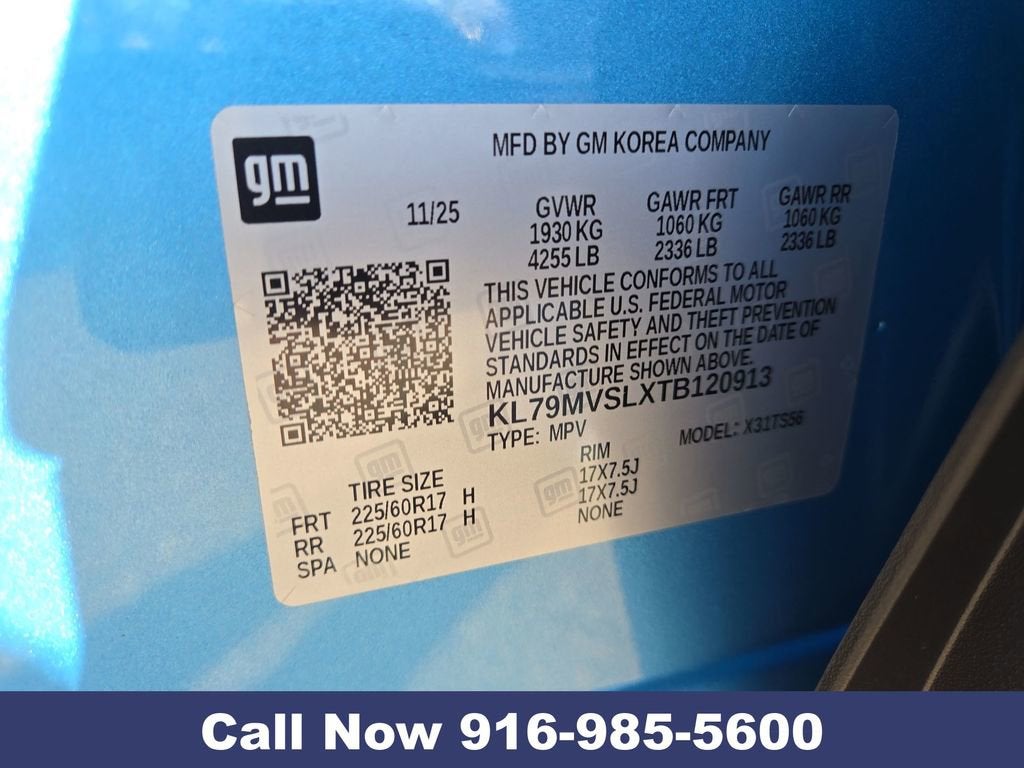 gm
MFD BY GM KOREA COMPANY
11/25 GVWR GAWR FRT GAWR RR
1930 KG 1060 KG 1060 KG
4255 LB 2336 LB 2336 LB
THIS VEHICLE CONFORMS TO ALL
APPLICABLE U.S. FEDERAL MOTOR
VEHICLE SAFETY AND THEFT PREVENTION
STANDARDS IN EFFECT ON THE DATE OF
MANUFACTURE SHOWN ABOVE.
KL79MVSLXTB120913
TYPE: MPV MODEL: X31TS56
TIRE SIZE RIM
FRT 225/60R17 H 17X7.5J
RR 225/60R17 H 17X7.5J
SPA NONE NONE
Call Now 916-985-5600